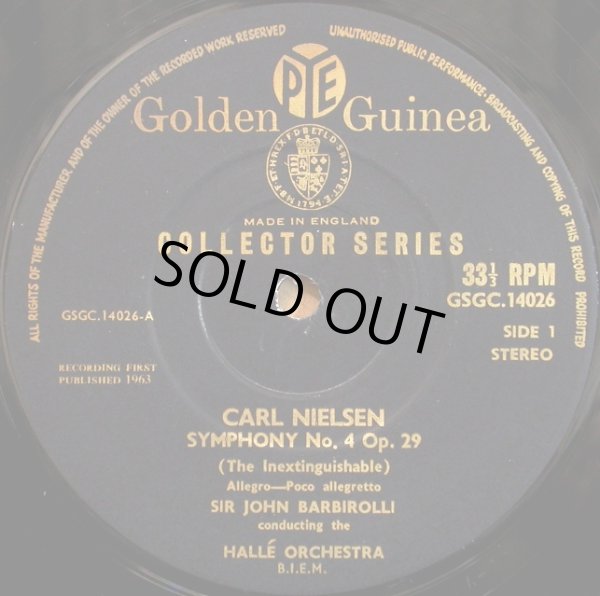 ALL RIGHTS OF THE MANUFACTURER, AND OF THE OWNER OF THE RECORDED WORK RESERVED
UNAUTHORISED PUBLIC PERFORMANCE, BROADCASTING AND COPYING OF THIS RECORD PROHIBITED
PYE
Golden Guinea
1794
MADE IN ENGLAND
COLLECTOR SERIES
SOLD OUT
33⅓ RPM
GSGC.14026
GSGC.14026-A
SIDE 1
STEREO
RECORDING FIRST
PUBLISHED 1963
CARL NIELSEN
SYMPHONY No. 4 Op. 29
(The Inextinguishable)
Allegro—Poco allegretto
SIR JOHN BARBIROLLI
conducting the
HALLÉ ORCHESTRA
B.I.E.M.